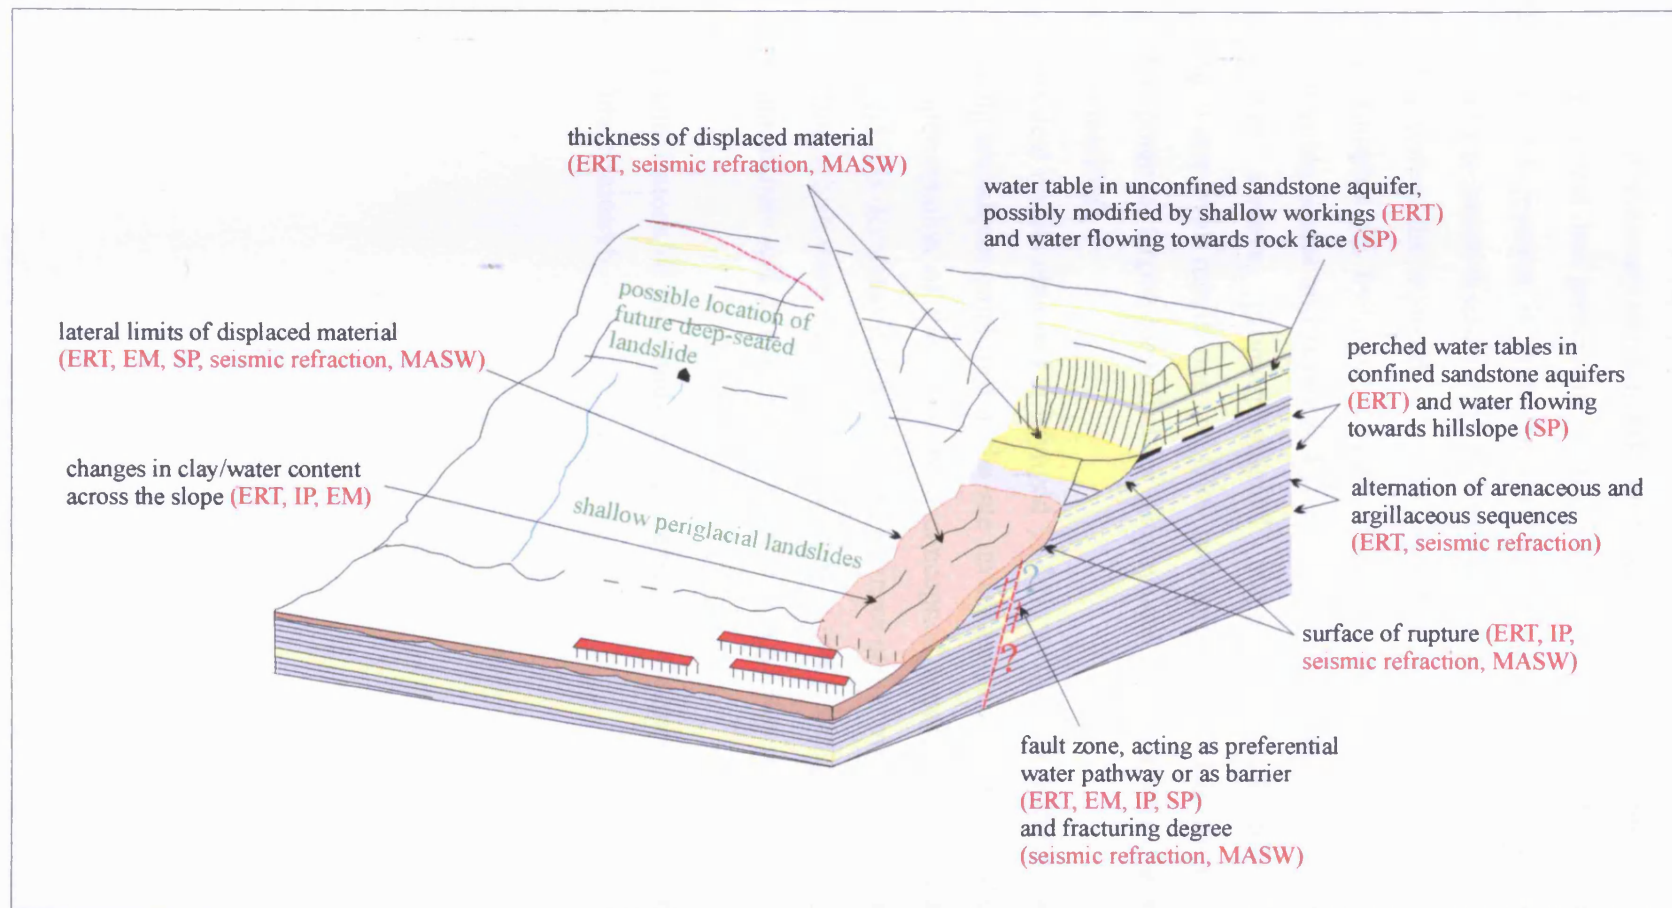 thickness of displaced material
(ERT, seismic refraction, MASW)
water table in unconfined sandstone aquifer,
possibly modified by shallow workings (ERT)
and water flowing towards rock face (SP)
possible location of
future deep-seated
landslide
lateral limits of displaced material
(ERT, EM, SP, seismic refraction, MASW)
perched water tables in
confined sandstone aquifers
(ERT) and water flowing
towards hillslope (SP)
changes in clay/water content
across the slope (ERT, IP, EM)
shallow periglacial landslides
alternation of arenaceous and
argillaceous sequences
(ERT, seismic refraction)
?
?
surface of rupture (ERT, IP,
seismic refraction, MASW)
fault zone, acting as preferential
water pathway or as barrier
(ERT, EM, IP, SP)
and fracturing degree
(seismic refraction, MASW)